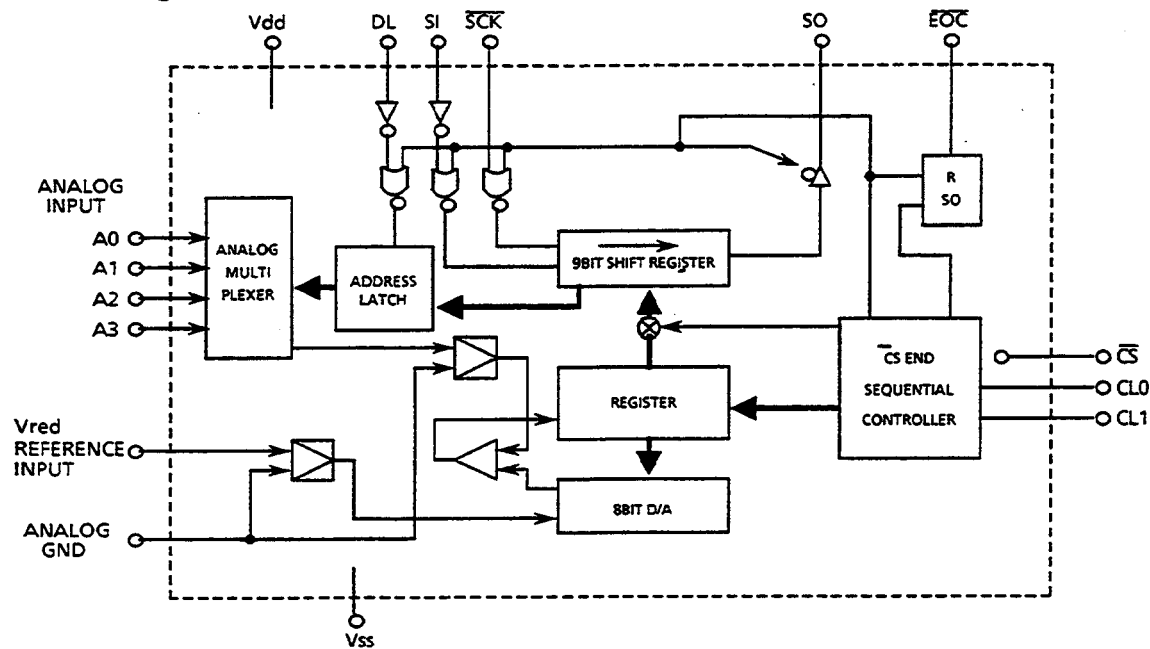 Vdd
DL
SI
SCK
SO
EOC
ANALOG
INPUT
A0
A1
A2
A3
ANALOG
MULTI
PLEXER
ADDRESS
LATCH
9BIT SHIFT REGISTER
R
SO
REGISTER
CS END
SEQUENTIAL
CONTROLLER
CS
CL0
CL1
Vred
REFERENCE
INPUT
8BIT D/A
ANALOG
GND
Vss